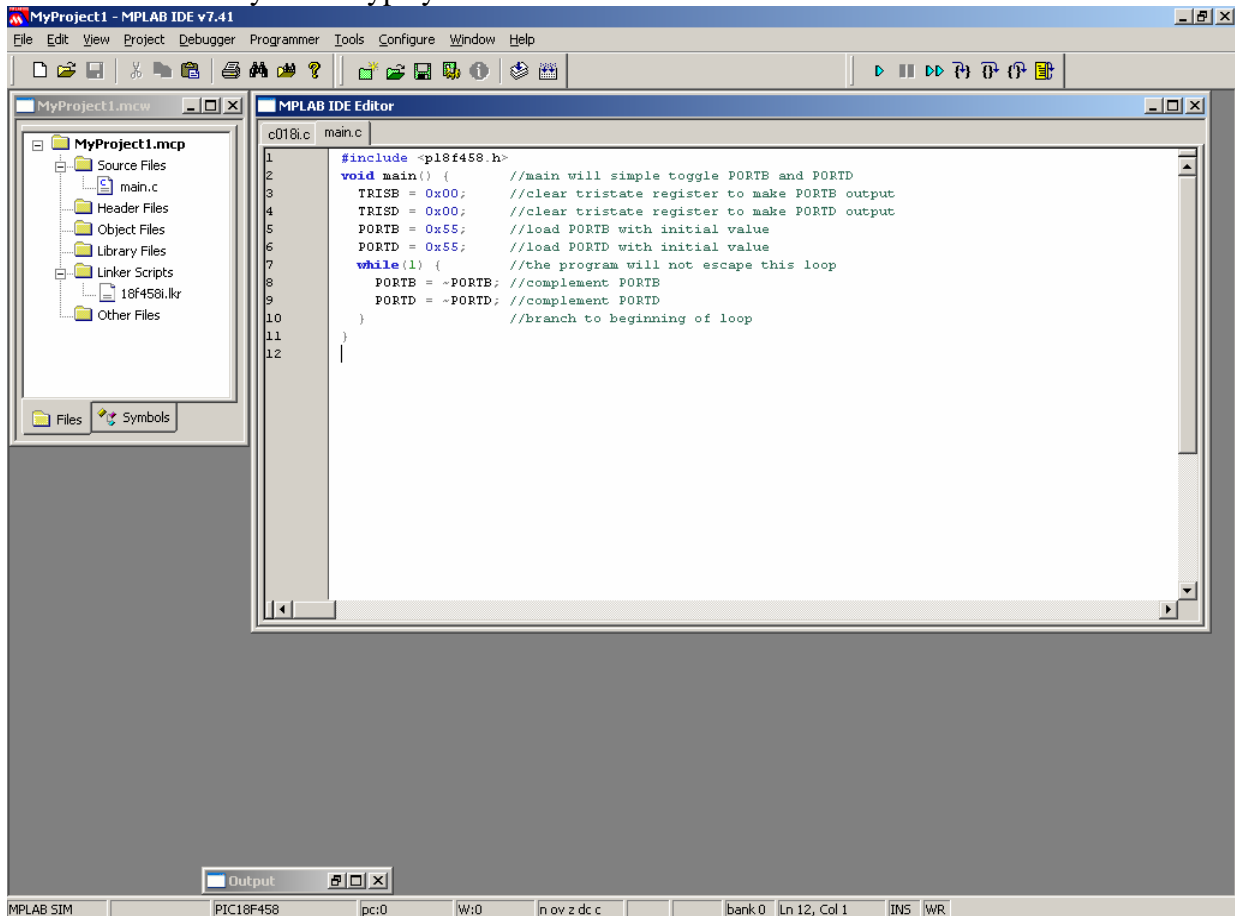 MyProject1 - MPLAB IDE v7.41
File Edit View Project Debugger Programmer Tools Configure Window Help
MyProject1.mcw
MyProject1.mcp
Source Files
main.c
Header Files
Object Files
Library Files
Linker Scripts
18f458i.lkr
Other Files
Files Symbols
MPLAB IDE Editor
c018i.c main.c
1 #include <p18f458.h>
2 void main() { //main will simple toggle PORTB and PORTD
3 TRISB = 0x00; //clear tristate register to make PORTB output
4 TRISD = 0x00; //clear tristate register to make PORTD output
5 PORTB = 0x55; //load PORTB with initial value
6 PORTD = 0x55; //load PORTD with initial value
7 while(1) { //the program will not escape this loop
8 PORTB = ~PORTB; //complement PORTB
9 PORTD = ~PORTD; //complement PORTD
10 } //branch to beginning of loop
11 }
12
Output
MPLAB SIM PIC18F458 pc:0 W:0 n ov z dc c bank 0 Ln 12, Col 1 INS WR